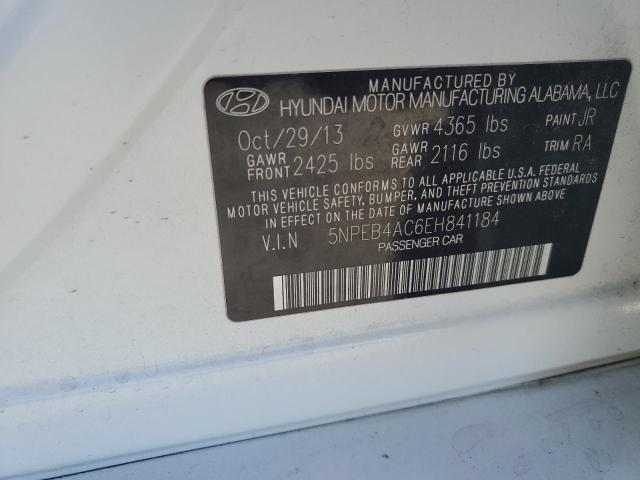 MANUFACTURED BY
HYUNDAI MOTOR MANUFACTURING ALABAMA, LLC
Oct/29/13 2 GVWR 4365 lbs PAINT JR
GAWR FRONT 2425 lbs GAWR REAR 2116 lbs TRIM RA
THIS VEHICLE CONFORMS TO ALL APPLICABLE U.S.A. FEDERAL
MOTOR VEHICLE SAFETY, BUMPER, AND THEFT PREVENTION STANDARDS
IN EFFECT ON THE DATE OF MANUFACTURE SHOWN ABOVE
V.I.N 5NPEB4AC6EH841184
PASSENGER CAR